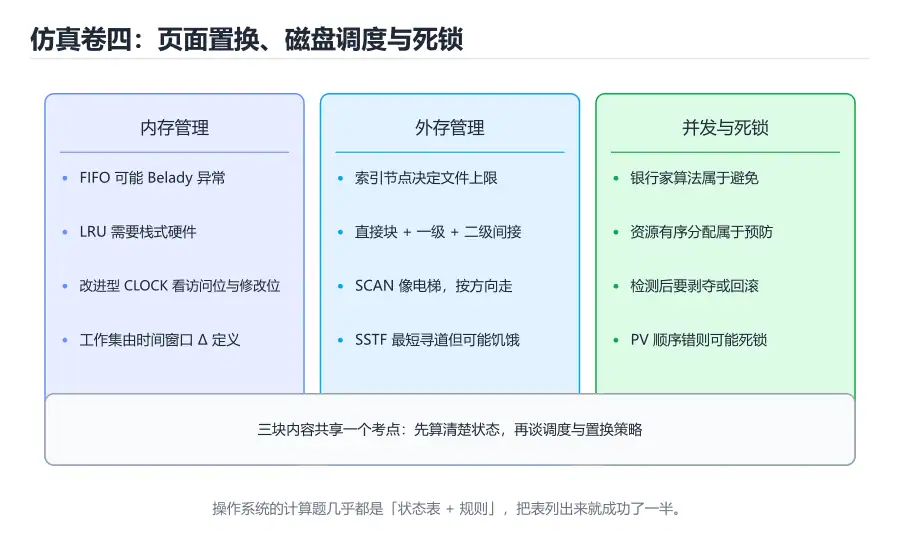 仿真卷四：页面置换、磁盘调度与死锁
内存管理
• FIFO 可能 Belady 异常
• LRU 需要栈式硬件
• 改进型 CLOCK 看访问位与修改位
• 工作集由时间窗口 Δ 定义
外存管理
• 索引节点决定文件上限
• 直接块 + 一级 + 二级间接
• SCAN 像电梯，按方向走
• SSTF 最短寻道但可能饥饿
并发与死锁
• 银行家算法属于避免
• 资源有序分配属于预防
• 检测后要剥夺或回滚
• PV 顺序错则可能死锁
三块内容共享一个考点：先算清楚状态，再谈调度与置换策略
操作系统的计算题几乎都是「状态表 + 规则」，把表列出来就成功了一半。